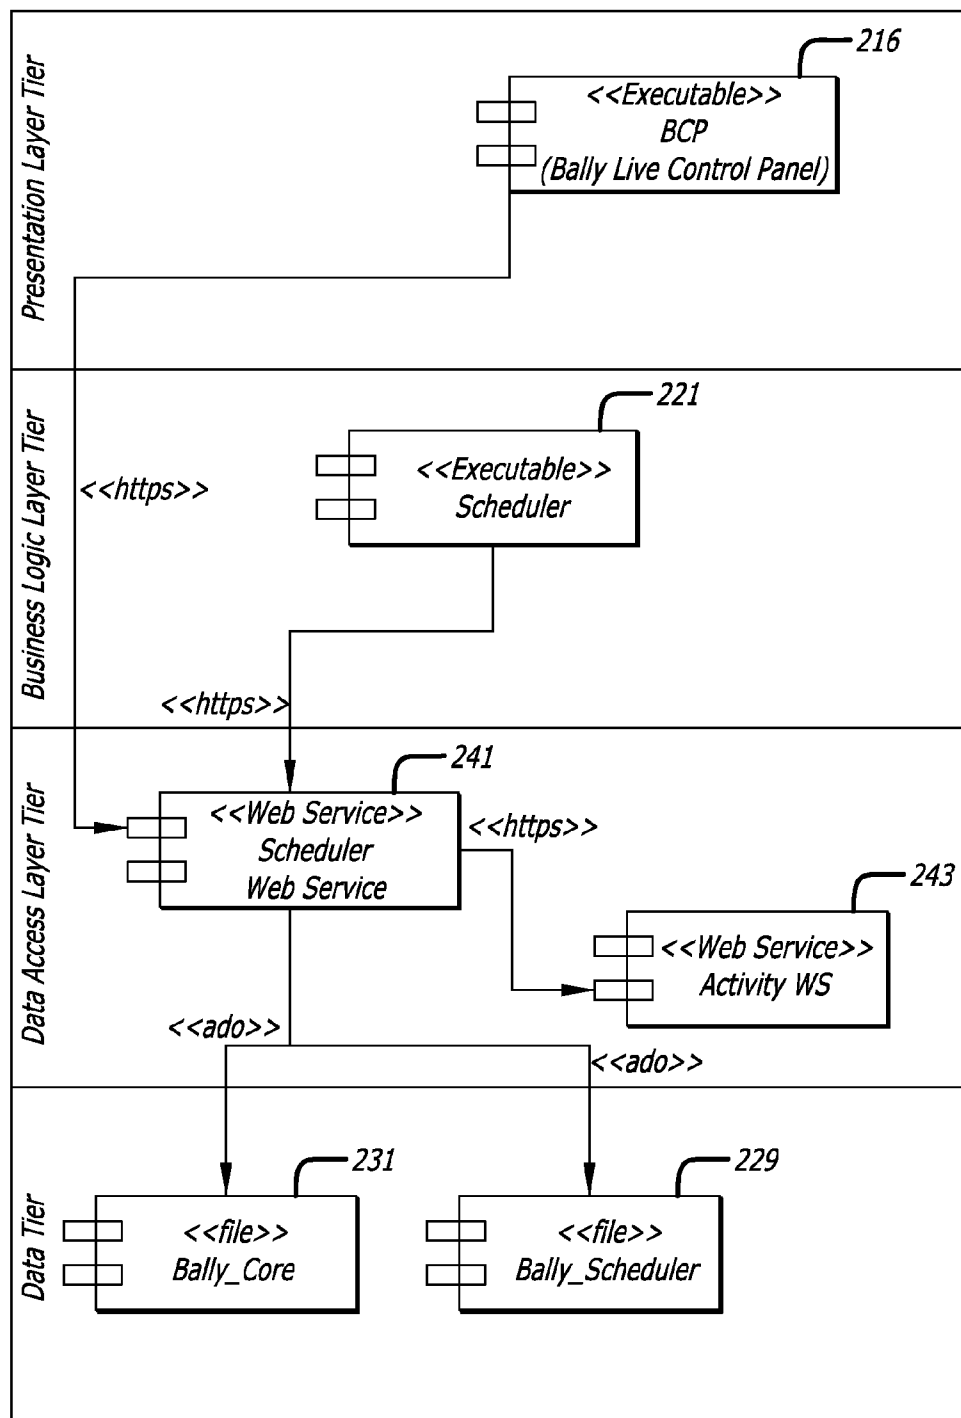 Presentation Layer Tier
216
<<Executable>>
BCP
(Bally Live Control Panel)
Business Logic Layer Tier
221
<<Executable>>
Scheduler
<<https>>
<<https>>
Data Access Layer Tier
241
<<Web Service>>
Scheduler
Web Service
<<https>>
243
<<Web Service>>
Activity WS
<<ado>>
<<ado>>
Data Tier
231
<<file>>
Bally_Core
229
<<file>>
Bally_Scheduler